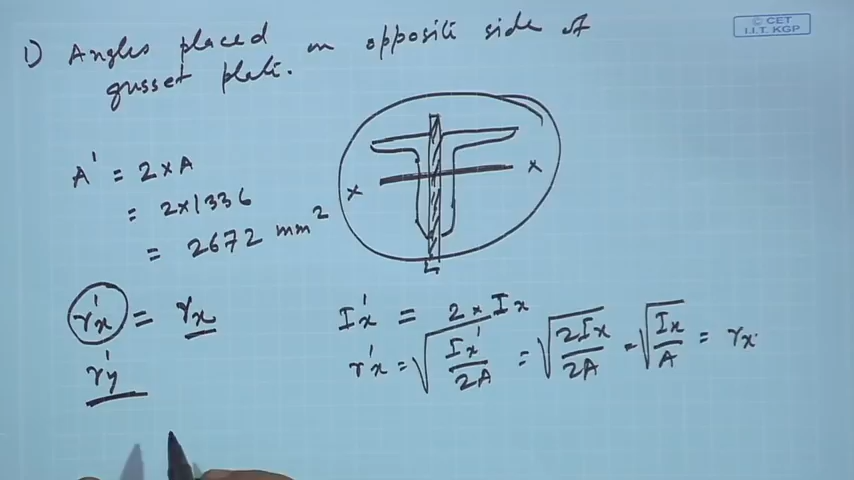 © CET
I.I.T. KGP
1) Angles placed on opposite side of
gusset plate.
A' = 2×A
= 2×1336
= 2672 mm²
x x
r'x = rx
r'y
I'x = 2 × Ix
r'x = √(Ix'/2A) = √(2Ix/2A) = √(Ix/A) = rx.